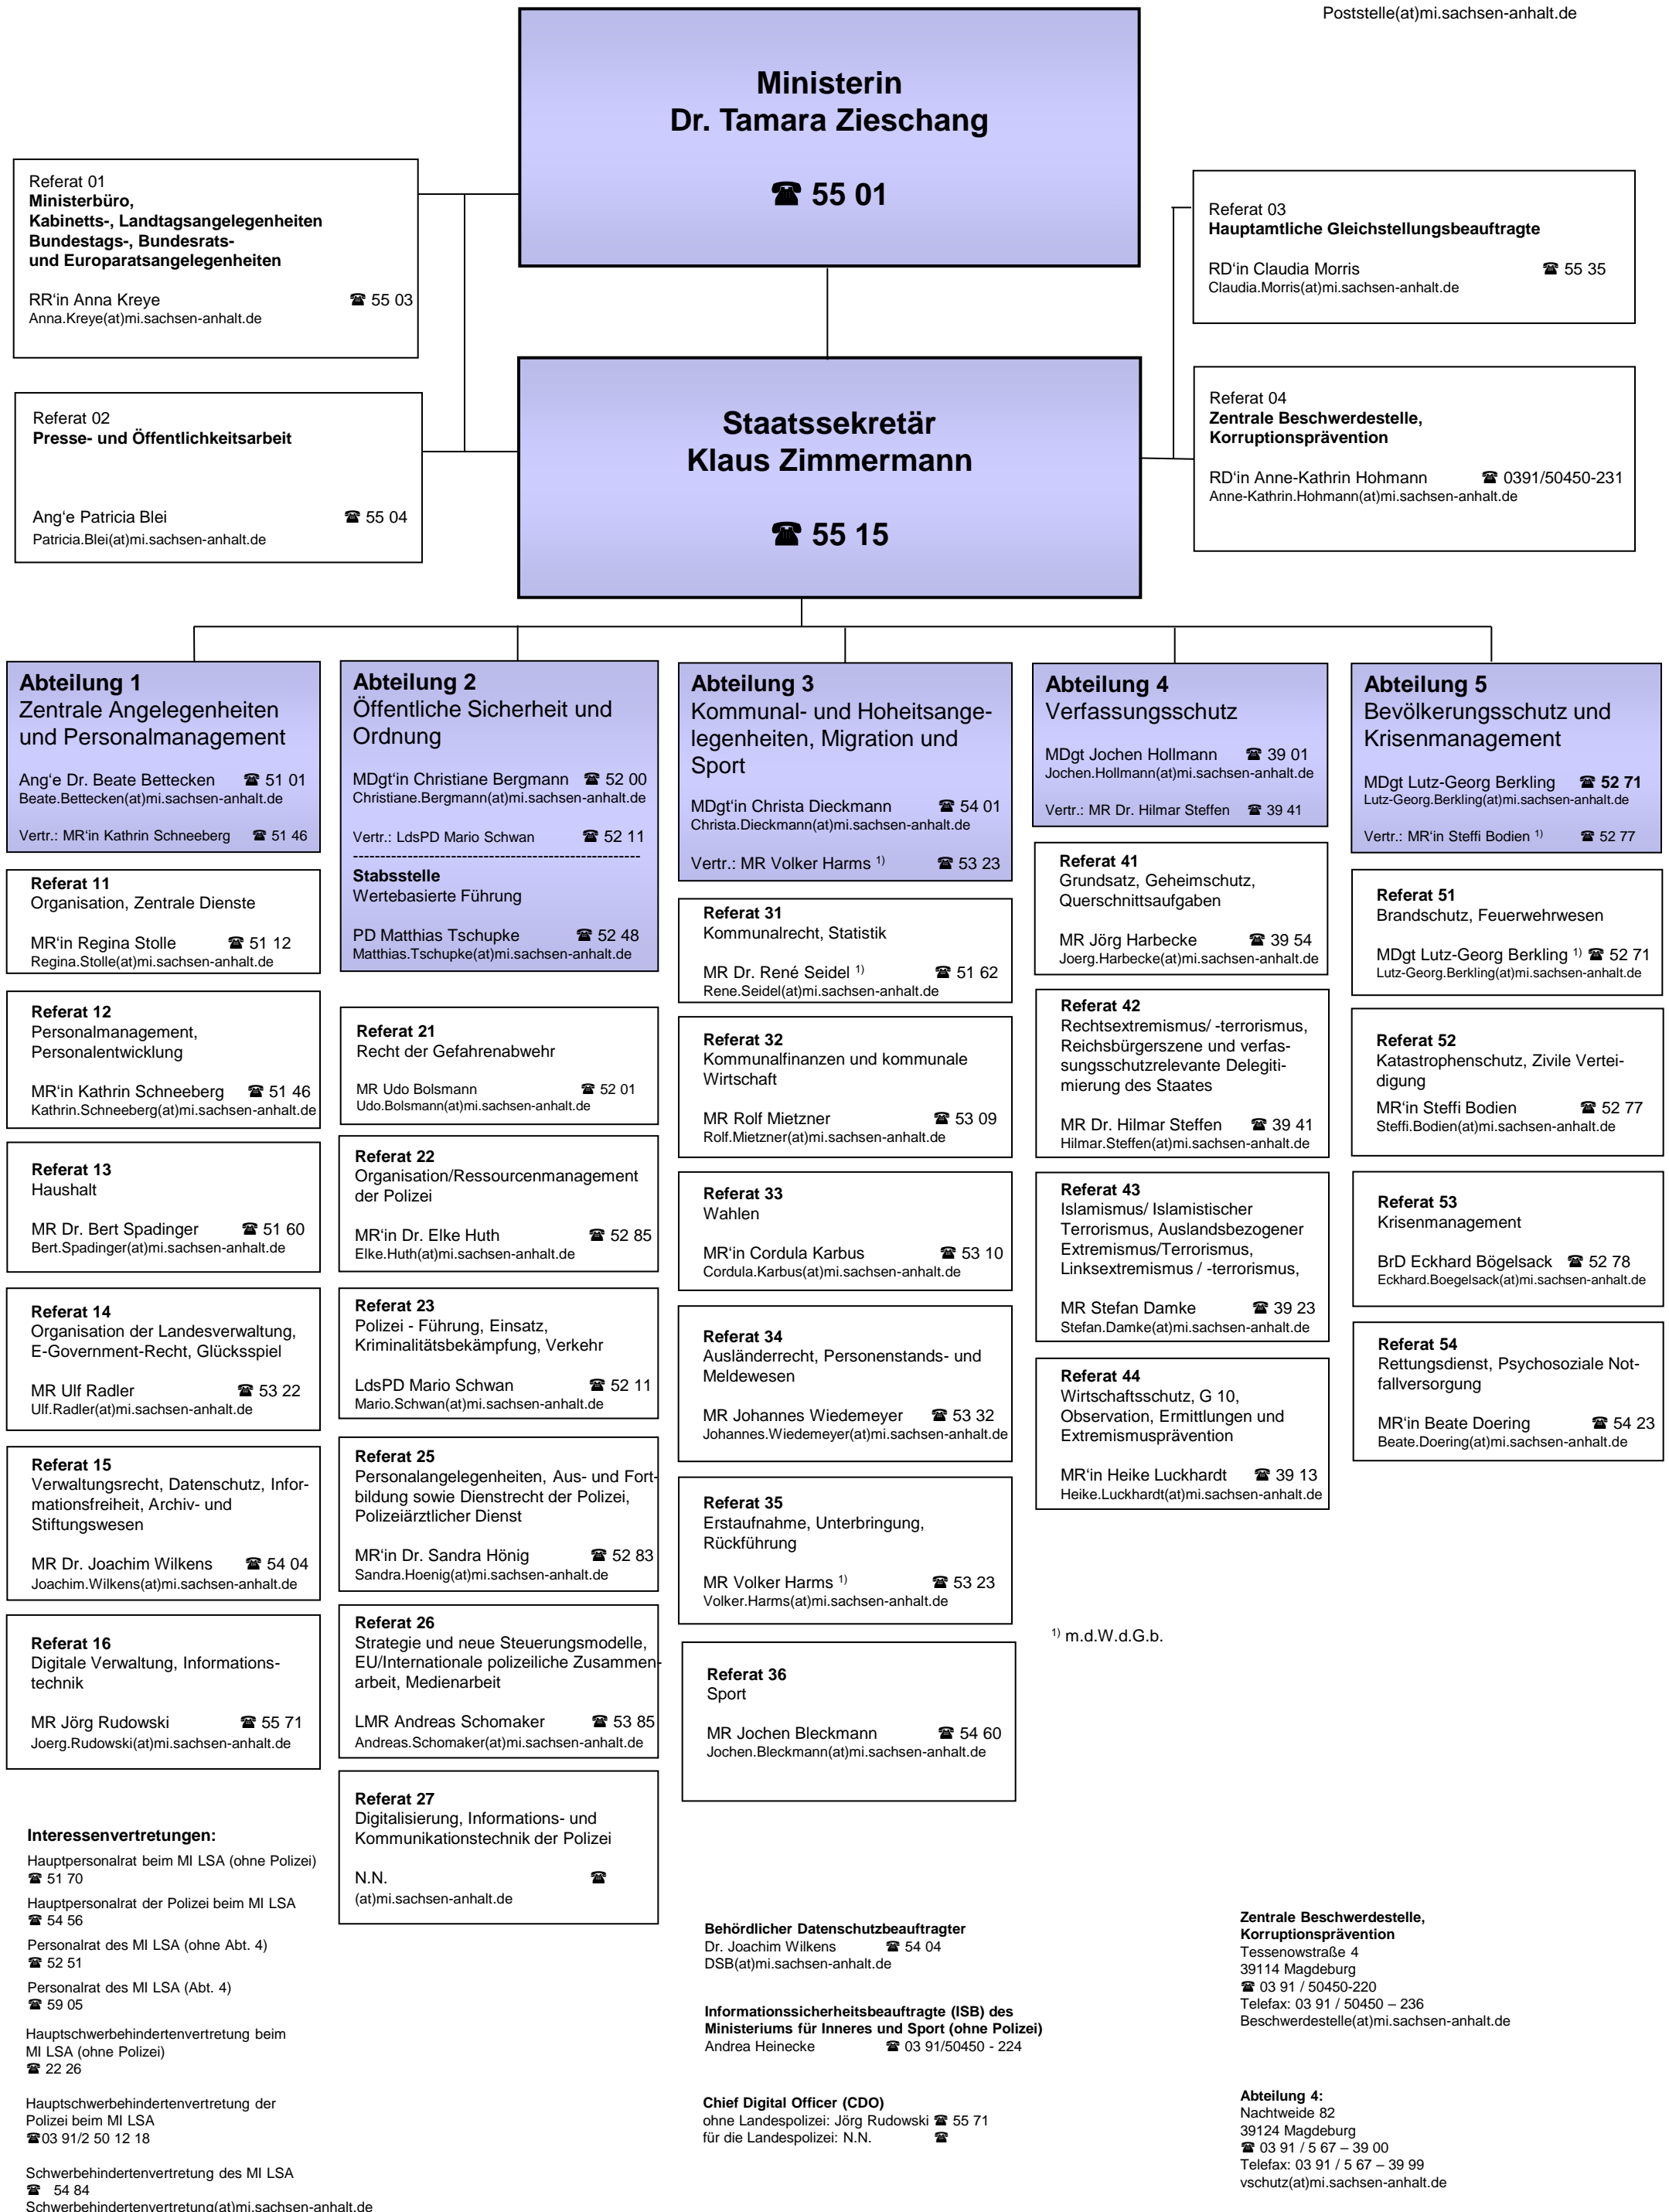 Poststelle(at)mi.sachsen-anhalt.de
Ministerin
Dr. Tamara Zieschang
☎ 55 01
Referat 01
Ministerbüro,
Kabinetts-, Landtagsangelegenheiten
Bundestags-, Bundesrats-
und Europaratsangelegenheiten
RR‘in Anna Kreye ☎ 55 03
Anna.Kreye(at)mi.sachsen-anhalt.de
Referat 03
Hauptamtliche Gleichstellungsbeauftragte
RD‘in Claudia Morris ☎ 55 35
Claudia.Morris(at)mi.sachsen-anhalt.de
Referat 02
Presse- und Öffentlichkeitsarbeit
Ang‘e Patricia Blei ☎ 55 04
Patricia.Blei(at)mi.sachsen-anhalt.de
Staatssekretär
Klaus Zimmermann
☎ 55 15
Referat 04
Zentrale Beschwerdestelle,
Korruptionsprävention
RD‘in Anne-Kathrin Hohmann ☎ 0391/50450-231
Anne-Kathrin.Hohmann(at)mi.sachsen-anhalt.de
Abteilung 1
Zentrale Angelegenheiten
und Personalmanagement
Ang‘e Dr. Beate Bettecken ☎ 51 01
Beate.Bettecken(at)mi.sachsen-anhalt.de
Vertr.: MR‘in Kathrin Schneeberg ☎ 51 46
Referat 11
Organisation, Zentrale Dienste
MR‘in Regina Stolle ☎ 51 12
Regina.Stolle(at)mi.sachsen-anhalt.de
Referat 12
Personalmanagement,
Personalentwicklung
MR‘in Kathrin Schneeberg ☎ 51 46
Kathrin.Schneeberg(at)mi.sachsen-anhalt.de
Referat 13
Haushalt
MR Dr. Bert Spadinger ☎ 51 60
Bert.Spadinger(at)mi.sachsen-anhalt.de
Referat 14
Organisation der Landesverwaltung,
E-Government-Recht, Glücksspiel
MR Ulf Radler ☎ 53 22
Ulf.Radler(at)mi.sachsen-anhalt.de
Referat 15
Verwaltungsrecht, Datenschutz, Infor-
mationsfreiheit, Archiv- und
Stiftungswesen
MR Dr. Joachim Wilkens ☎ 54 04
Joachim.Wilkens(at)mi.sachsen-anhalt.de
Referat 16
Digitale Verwaltung, Informations-
technik
MR Jörg Rudowski ☎ 55 71
Joerg.Rudowski(at)mi.sachsen-anhalt.de
Abteilung 2
Öffentliche Sicherheit und
Ordnung
MDgt‘in Christiane Bergmann ☎ 52 00
Christiane.Bergmann(at)mi.sachsen-anhalt.de
Vertr.: LdsPD Mario Schwan ☎ 52 11
-----------------------------------------------------
Stabsstelle
Wertebasierte Führung
PD Matthias Tschupke ☎ 52 48
Matthias.Tschupke(at)mi.sachsen-anhalt.de
Referat 21
Recht der Gefahrenabwehr
MR Udo Bolsmann ☎ 52 01
Udo.Bolsmann(at)mi.sachsen-anhalt.de
Referat 22
Organisation/Ressourcenmanagement
der Polizei
MR‘in Dr. Elke Huth ☎ 52 85
Elke.Huth(at)mi.sachsen-anhalt.de
Referat 23
Polizei - Führung, Einsatz,
Kriminalitätsbekämpfung, Verkehr
LdsPD Mario Schwan ☎ 52 11
Mario.Schwan(at)mi.sachsen-anhalt.de
Referat 25
Personalangelegenheiten, Aus- und Fort-
bildung sowie Dienstrecht der Polizei,
Polizeiärztlicher Dienst
MR‘in Dr. Sandra Hönig ☎ 52 83
Sandra.Hoenig(at)mi.sachsen-anhalt.de
Referat 26
Strategie und neue Steuerungsmodelle,
EU/Internationale polizeiliche Zusammen-
arbeit, Medienarbeit
LMR Andreas Schomaker ☎ 53 85
Andreas.Schomaker(at)mi.sachsen-anhalt.de
Referat 27
Digitalisierung, Informations- und
Kommunikationstechnik der Polizei
N.N. ☎
(at)mi.sachsen-anhalt.de
Abteilung 3
Kommunal- und Hoheitsange-
legenheiten, Migration und
Sport
MDgt‘in Christa Dieckmann ☎ 54 01
Christa.Dieckmann(at)mi.sachsen-anhalt.de
Vertr.: MR Volker Harms 1) ☎ 53 23
Referat 31
Kommunalrecht, Statistik
MR Dr. René Seidel 1) ☎ 51 62
Rene.Seidel(at)mi.sachsen-anhalt.de
Referat 32
Kommunalfinanzen und kommunale
Wirtschaft
MR Rolf Mietzner ☎ 53 09
Rolf.Mietzner(at)mi.sachsen-anhalt.de
Referat 33
Wahlen
MR‘in Cordula Karbus ☎ 53 10
Cordula.Karbus(at)mi.sachsen-anhalt.de
Referat 34
Ausländerrecht, Personenstands- und
Meldewesen
MR Johannes Wiedemeyer ☎ 53 32
Johannes.Wiedemeyer(at)mi.sachsen-anhalt.de
Referat 35
Erstaufnahme, Unterbringung,
Rückführung
MR Volker Harms 1) ☎ 53 23
Volker.Harms(at)mi.sachsen-anhalt.de
Referat 36
Sport
MR Jochen Bleckmann ☎ 54 60
Jochen.Bleckmann(at)mi.sachsen-anhalt.de
Abteilung 4
Verfassungsschutz
MDgt Jochen Hollmann ☎ 39 01
Jochen.Hollmann(at)mi.sachsen-anhalt.de
Vertr.: MR Dr. Hilmar Steffen ☎ 39 41
Referat 41
Grundsatz, Geheimschutz,
Querschnittsaufgaben
MR Jörg Harbecke ☎ 39 54
Joerg.Harbecke(at)mi.sachsen-anhalt.de
Referat 42
Rechtsextremismus/ -terrorismus,
Reichsbürgerszene und verfas-
sungsschutzrelevante Delegiti-
mierung des Staates
MR Dr. Hilmar Steffen ☎ 39 41
Hilmar.Steffen(at)mi.sachsen-anhalt.de
Referat 43
Islamismus/ Islamistischer
Terrorismus, Auslandsbezogener
Extremismus/Terrorismus,
Linksextremismus / -terrorismus,
MR Stefan Damke ☎ 39 23
Stefan.Damke(at)mi.sachsen-anhalt.de
Referat 44
Wirtschaftsschutz, G 10,
Observation, Ermittlungen und
Extremismusprävention
MR‘in Heike Luckhardt ☎ 39 13
Heike.Luckhardt(at)mi.sachsen-anhalt.de
Abteilung 5
Bevölkerungsschutz und
Krisenmanagement
MDgt Lutz-Georg Berkling ☎ 52 71
Lutz-Georg.Berkling(at)mi.sachsen-anhalt.de
Vertr.: MR‘in Steffi Bodien 1) ☎ 52 77
Referat 51
Brandschutz, Feuerwehrwesen
MDgt Lutz-Georg Berkling 1) ☎ 52 71
Lutz-Georg.Berkling(at)mi.sachsen-anhalt.de
Referat 52
Katastrophenschutz, Zivile Vertei-
digung
MR‘in Steffi Bodien ☎ 52 77
Steffi.Bodien(at)mi.sachsen-anhalt.de
Referat 53
Krisenmanagement
BrD Eckhard Bögelsack ☎ 52 78
Eckhard.Boegelsack(at)mi.sachsen-anhalt.de
Referat 54
Rettungsdienst, Psychosoziale Not-
fallversorgung
MR‘in Beate Doering ☎ 54 23
Beate.Doering(at)mi.sachsen-anhalt.de
1) m.d.W.d.G.b.
Interessenvertretungen:
Hauptpersonalrat beim MI LSA (ohne Polizei)
☎ 51 70
Hauptpersonalrat der Polizei beim MI LSA
☎ 54 56
Personalrat des MI LSA (ohne Abt. 4)
☎ 52 51
Personalrat des MI LSA (Abt. 4)
☎ 59 05
Hauptschwerbehindertenvertretung beim
MI LSA (ohne Polizei)
☎ 22 26
Hauptschwerbehindertenvertretung der
Polizei beim MI LSA
☎03 91/2 50 12 18
Schwerbehindertenvertretung des MI LSA
☎ 54 84
Schwerbehindertenvertretung(at)mi.sachsen-anhalt.de
Behördlicher Datenschutzbeauftragter
Dr. Joachim Wilkens ☎ 54 04
DSB(at)mi.sachsen-anhalt.de
Informationssicherheitsbeauftragte (ISB) des
Ministeriums für Inneres und Sport (ohne Polizei)
Andrea Heinecke ☎ 03 91/50450 - 224
Chief Digital Officer (CDO)
ohne Landespolizei: Jörg Rudowski ☎ 55 71
für die Landespolizei: N.N. ☎
Zentrale Beschwerdestelle,
Korruptionsprävention
Tessenowstraße 4
39114 Magdeburg
☎ 03 91 / 50450-220
Telefax: 03 91 / 50450 – 236
Beschwerdestelle(at)mi.sachsen-anhalt.de
Abteilung 4:
Nachtweide 82
39124 Magdeburg
☎ 03 91 / 5 67 – 39 00
Telefax: 03 91 / 5 67 – 39 99
vschutz(at)mi.sachsen-anhalt.de